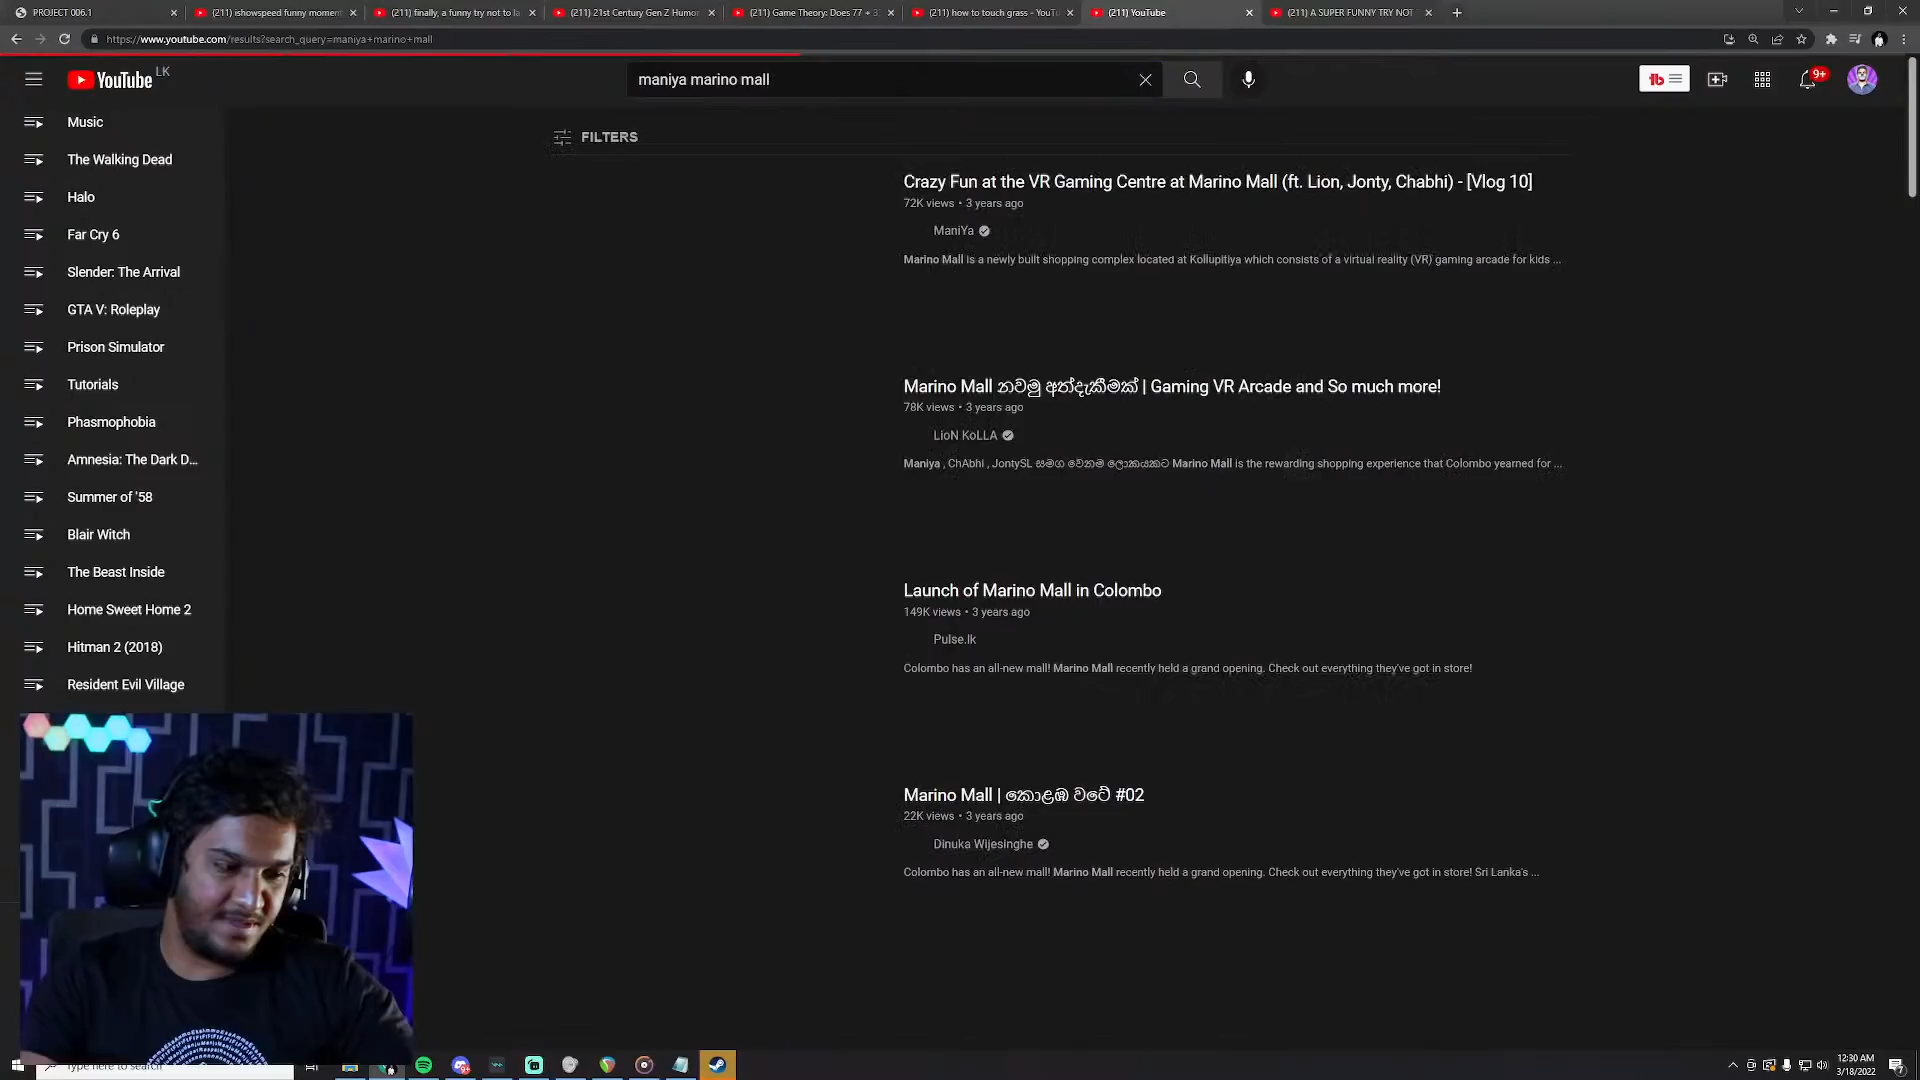 PROJECT 006.1
(211) ishowspeed funny momen
(211) finally, a funny try not to la
(211) 21st Century Gen Z Humo
(211) Game Theory: Does 77 + 3
(211) how to touch grass - YouTu
(211) YouTube
(211) A SUPER FUNNY TRY NOT
https://www.youtube.com/results?search_query=maniya+marino+mall
YouTube LK
maniya marino mall
9+
FILTERS
Music
The Walking Dead
Halo
Far Cry 6
Slender: The Arrival
GTA V: Roleplay
Prison Simulator
Tutorials
Phasmophobia
Amnesia: The Dark D...
Summer of '58
Blair Witch
The Beast Inside
Home Sweet Home 2
Hitman 2 (2018)
Resident Evil Village
Crazy Fun at the VR Gaming Centre at Marino Mall (ft. Lion, Jonty, Chabhi) - [Vlog 10]
72K views • 3 years ago
ManiYa
Marino Mall is a newly built shopping complex located at Kollupitiya which consists of a virtual reality (VR) gaming arcade for kids ...
Marino Mall නවමු අත්දැකීමක් | Gaming VR Arcade and So much more!
78K views • 3 years ago
LioN KoLLA
Maniya , ChAbhi , JontySL සමග වෙනම ලොකයකට Marino Mall is the rewarding shopping experience that Colombo yearned for ...
Launch of Marino Mall in Colombo
149K views • 3 years ago
Pulse.lk
Colombo has an all-new mall! Marino Mall recently held a grand opening. Check out everything they've got in store!
Marino Mall | කොළඹ වටේ #02
22K views • 3 years ago
Dinuka Wijesinghe
Colombo has an all-new mall! Marino Mall recently held a grand opening. Check out everything they've got in store! Sri Lanka's ...
Type here to search
12:30 AM
3/18/2022